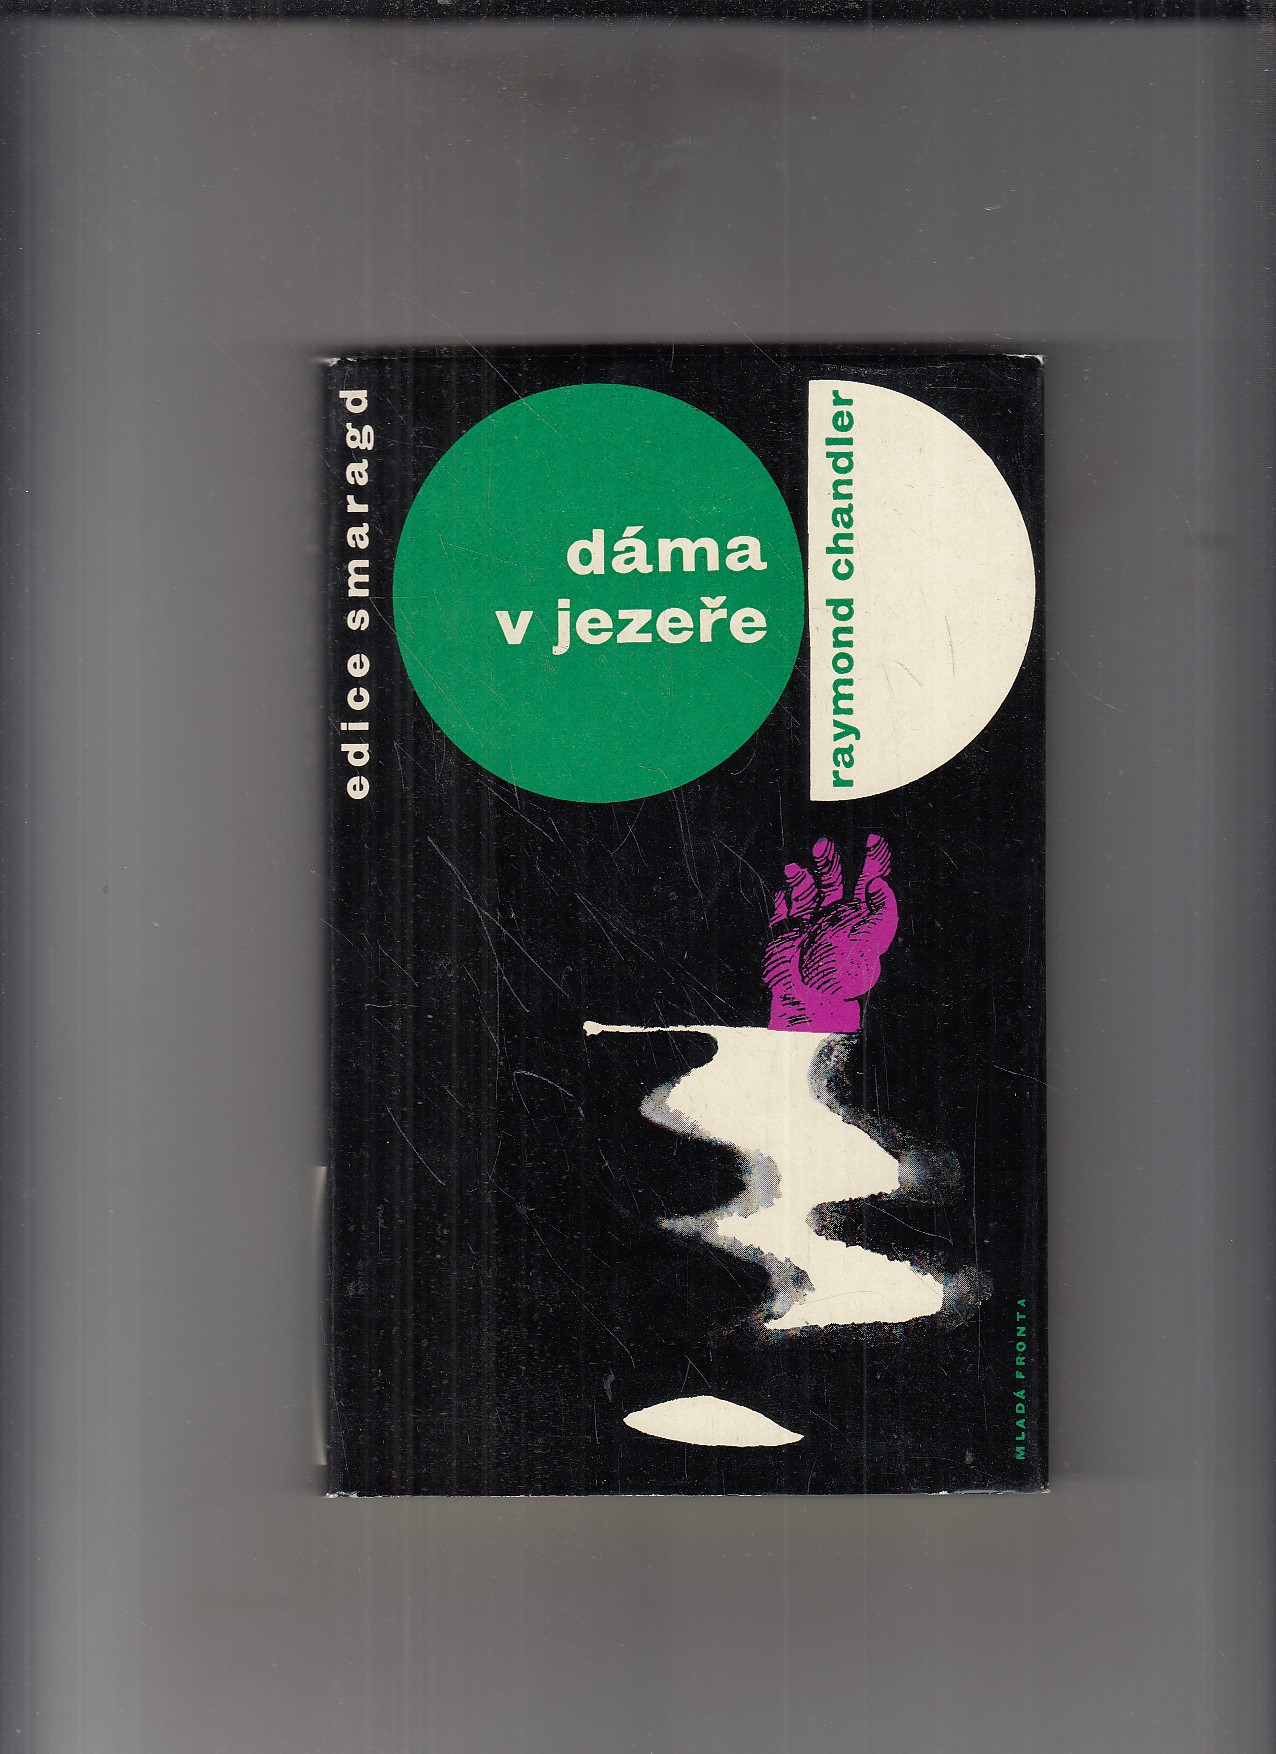 edice smaragd
dáma
v jezeře
raymond chandler
MLADÁ FRONTA